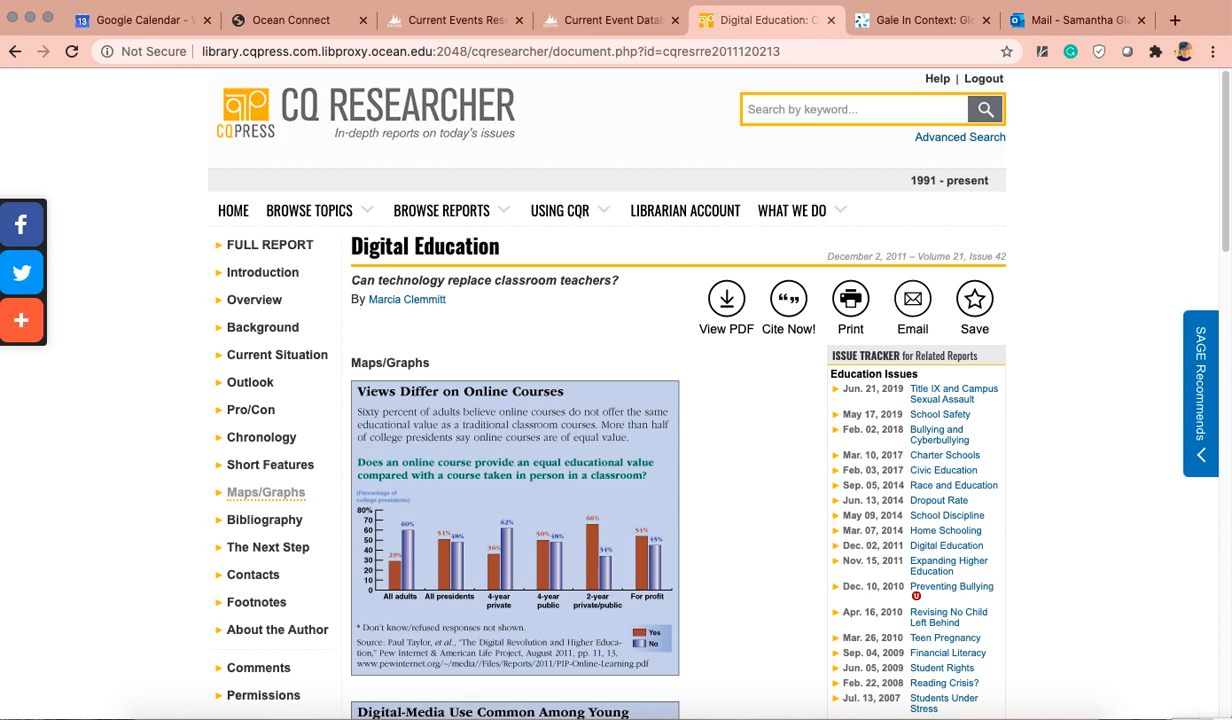 Google Calendar - V
Ocean Connect
Current Events Res
Current Event Datab
Digital Education: C
Gale In Context: Glo
Mail - Samantha Gl
Not Secure
library.cqpress.com.libproxy.ocean.edu:2048/cqresearcher/document.php?id=cqresrre2011120213
Help | Logout
CQPRESS
CQ RESEARCHER
In-depth reports on today's issues
Search by keyword...
Advanced Search
1991 - present
HOME
BROWSE TOPICS
BROWSE REPORTS
USING CQR
LIBRARIAN ACCOUNT
WHAT WE DO
FULL REPORT
Introduction
Overview
Background
Current Situation
Outlook
Pro/Con
Chronology
Short Features
Maps/Graphs
Bibliography
The Next Step
Contacts
Footnotes
About the Author
Comments
Permissions
Digital Education
December 2, 2011 – Volume 21, Issue 42
Can technology replace classroom teachers?
By Marcia Clemmitt
View PDF
Cite Now!
Print
Email
Save
Maps/Graphs
Views Differ on Online Courses
Sixty percent of adults believe online courses do not offer the same
educational value as a traditional classroom courses. More than half
of college presidents say online courses are of equal value.
Does an online course provide an equal educational value
compared with a course taken in person in a classroom?
(Percentage of
college presidents)
80%
70
60
50
40
30
20
10
0
29% 60% 51% 48% 36% 62% 50% 48% 66% 34% 54% 45%
All adults
All presidents
4-year
private
4-year
public
2-year
private/public
For profit
* Don't know/refused responses not shown.
Yes
No
Source: Paul Taylor, et al., "The Digital Revolution and Higher Educa-
tion," Pew Internet & American Life Project, August 2011, pp. 11, 13,
www.pewinternet.org/~/media//Files/Reports/2011/PIP-Online-Learning.pdf
Digital-Media Use Common Among Young
ISSUE TRACKER for Related Reports
Education Issues
Jun. 21, 2019 Title IX and Campus
Sexual Assault
May 17, 2019 School Safety
Feb. 02, 2018 Bullying and
Cyberbullying
Mar. 10, 2017 Charter Schools
Feb. 03, 2017 Civic Education
Sep. 05, 2014 Race and Education
Jun. 13, 2014 Dropout Rate
May 09, 2014 School Discipline
Mar. 07, 2014 Home Schooling
Dec. 02, 2011 Digital Education
Nov. 15, 2011 Expanding Higher
Education
Dec. 10, 2010 Preventing Bullying
U
Apr. 16, 2010 Revising No Child
Left Behind
Mar. 26, 2010 Teen Pregnancy
Sep. 04, 2009 Financial Literacy
Jun. 05, 2009 Student Rights
Feb. 22, 2008 Reading Crisis?
Jul. 13, 2007 Students Under
Stress
SAGE Recommends